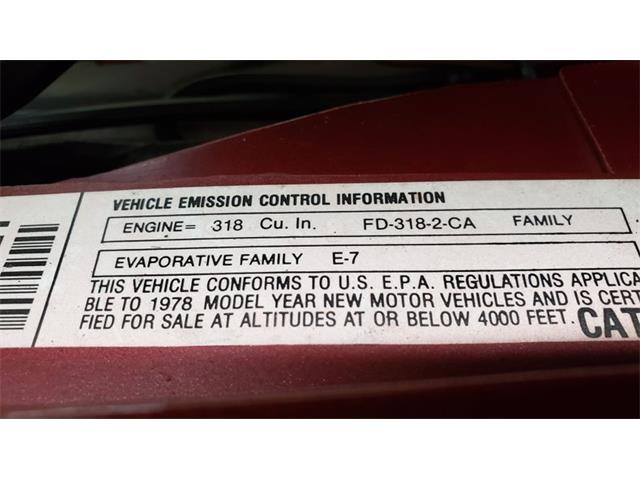 VEHICLE EMISSION CONTROL INFORMATION
ENGINE= 318 Cu. In. FD-318-2-CA FAMILY
EVAPORATIVE FAMILY E-7
THIS VEHICLE CONFORMS TO U.S. E.P.A. REGULATIONS APPLICA
BLE TO 1978 MODEL YEAR NEW MOTOR VEHICLES AND IS CERT
FIED FOR SALE AT ALTITUDES AT OR BELOW 4000 FEET. CAT